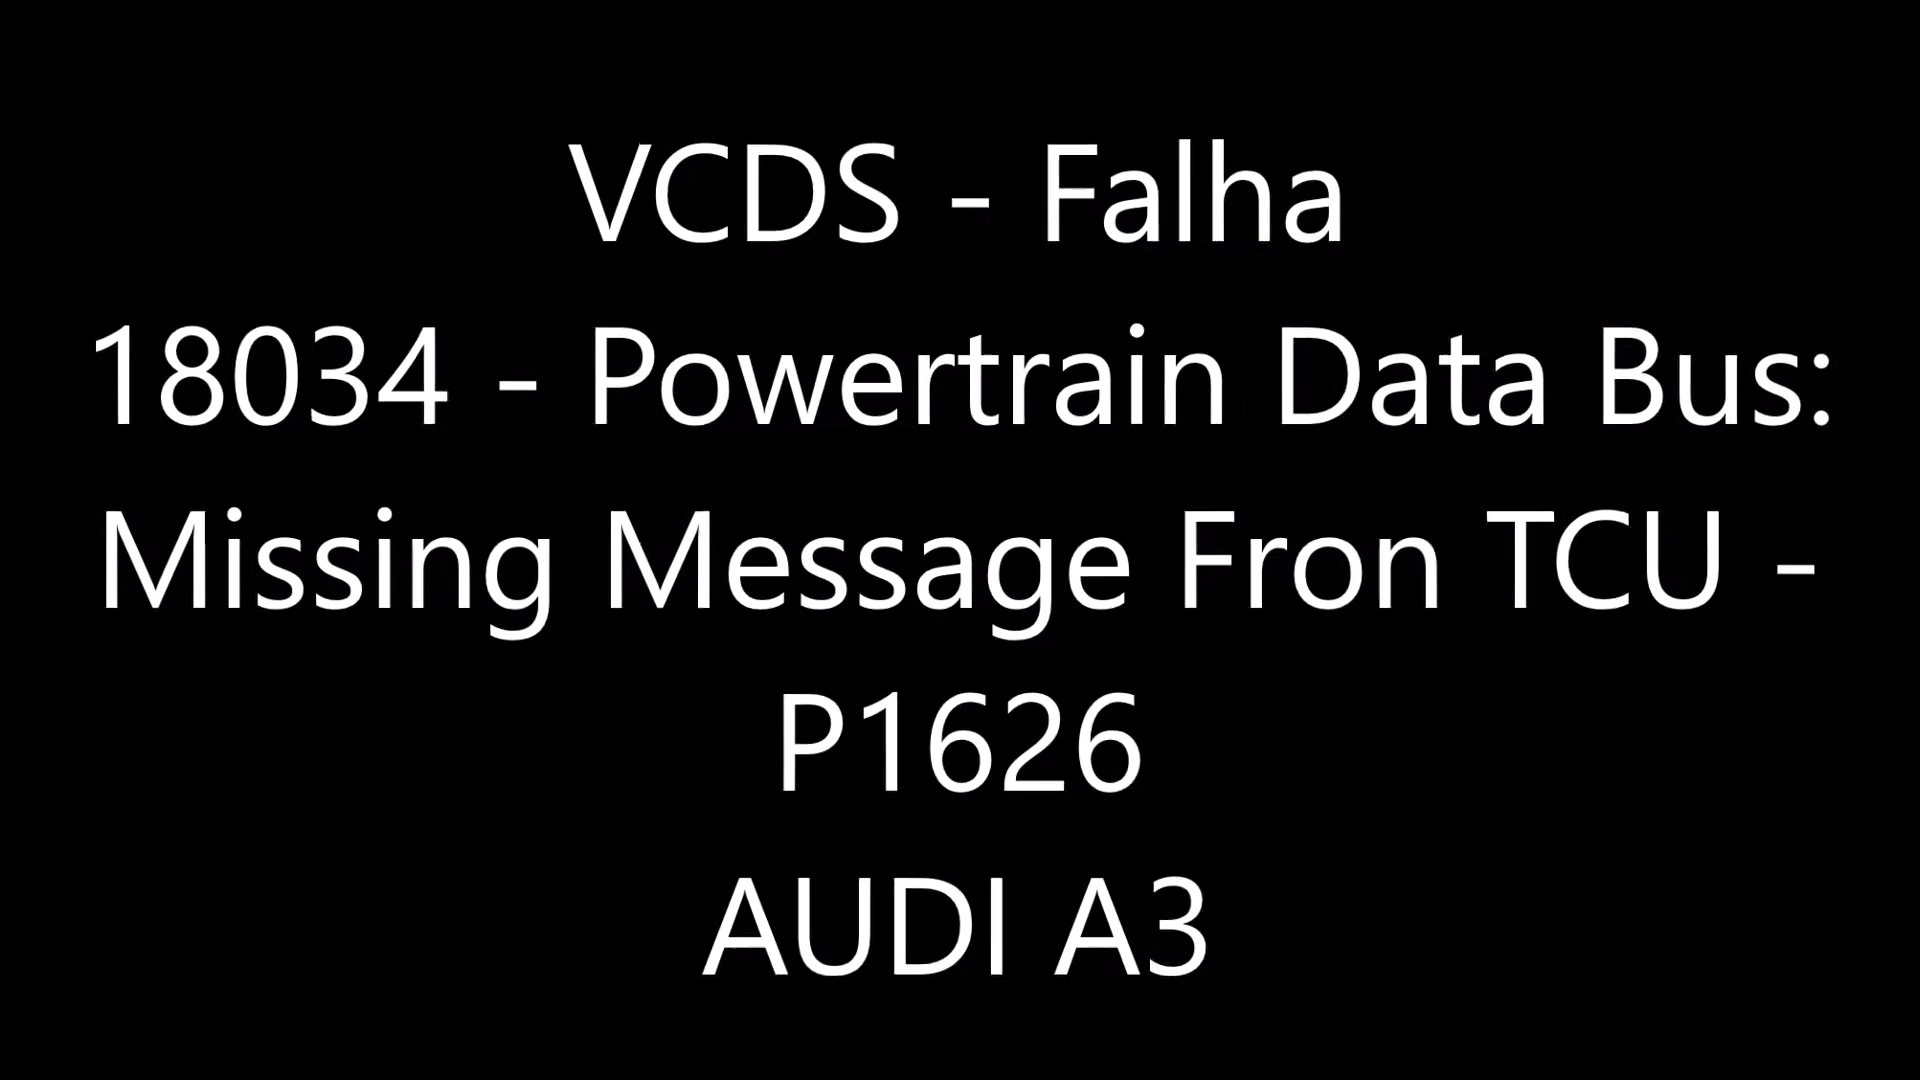 VCDS - Falha
18034 - Powertrain Data Bus:
Missing Message Fron TCU -
P1626
AUDI A3